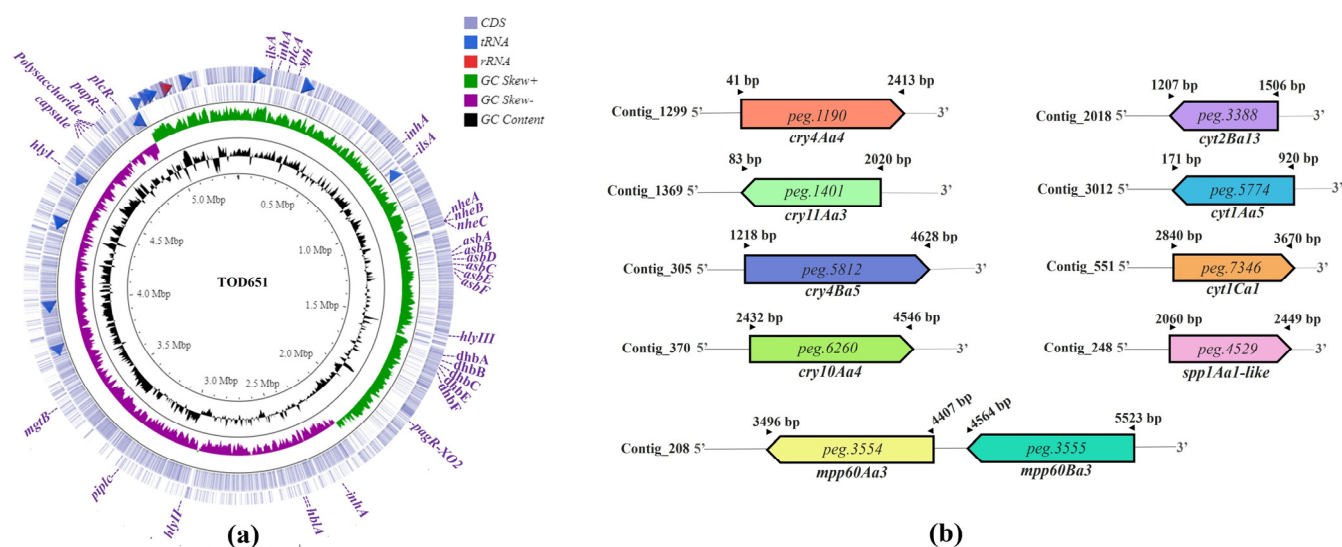 CDS
tRNA
rRNA
GC Skew+
GC Skew-
GC Content
ilsA
inhA
plcA
sph
inhA
ilsA
nheA
nheB
nheC
asbA
asbB
asbD
asbC
asbE
asbF
hlyIII
dhbA
dhbB
dhbC
dhbE
dhbF
pagR-XO2
inhA
hblA
hlyII
piplc
mgtB
hlyI
Polysaccharide
capsule
papR
plcR
5.0 Mbp
0.5 Mbp
4.5 Mbp
1.0 Mbp
TOD651
4.0 Mbp
1.5 Mbp
3.5 Mbp
2.0 Mbp
3.0 Mbp
2.5 Mbp
(a)
41 bp 2413 bp
Contig_1299 5’ peg.1190 3’
cry4Aa4
83 bp 2020 bp
Contig_1369 5’ peg.1401 3’
cry11Aa3
1218 bp 4628 bp
Contig_305 5’ peg.5812 3’
cry4Ba5
2432 bp 4546 bp
Contig_370 5’ peg.6260 3’
cry10Aa4
1207 bp 1506 bp
Contig_2018 5’ peg.3388 3’
cyt2Ba13
171 bp 920 bp
Contig_3012 5’ peg.5774 3’
cyt1Aa5
2840 bp 3670 bp
Contig_551 5’ peg.7346 3’
cyt1Ca1
2060 bp 2449 bp
Contig_248 5’ peg.4529 3’
spp1Aa1-like
3496 bp 4407 bp 4564 bp 5523 bp
Contig_208 5’ peg.3554 peg.3555 3’
mpp60Aa3 mpp60Ba3
(b)